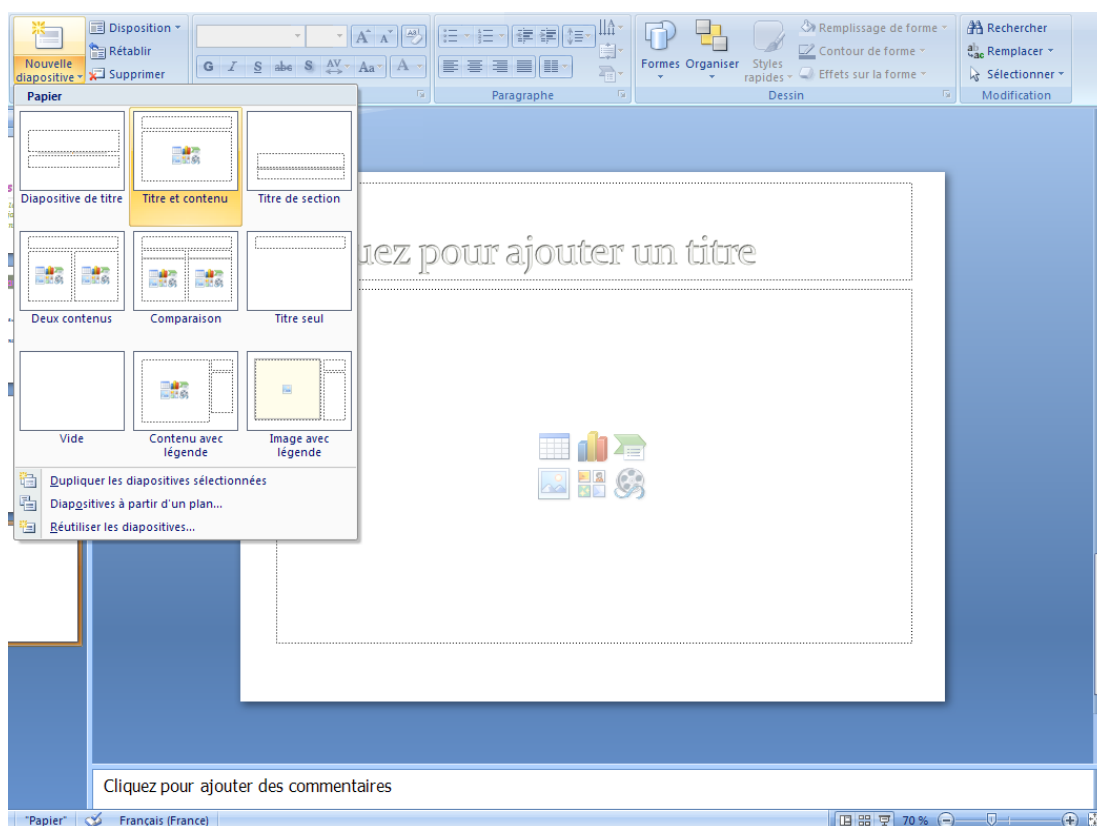 Nouvelle
diapositive
Disposition
Rétablir
Supprimer
G I S abc S AV Aa A
Paragraphe
Formes
Organiser
Styles
rapides
Remplissage de forme
Contour de forme
Effets sur la forme
Dessin
Rechercher
Remplacer
Sélectionner
Modification
Papier
Diapositive de titre
Titre et contenu
Titre de section
Deux contenus
Comparaison
Titre seul
Vide
Contenu avec
légende
Image avec
légende
Dupliquer les diapositives sélectionnées
Diapositives à partir d'un plan...
Réutiliser les diapositives...
uez pour ajouter un titre
Cliquez pour ajouter des commentaires
"Papier"
Français (France)
70 %